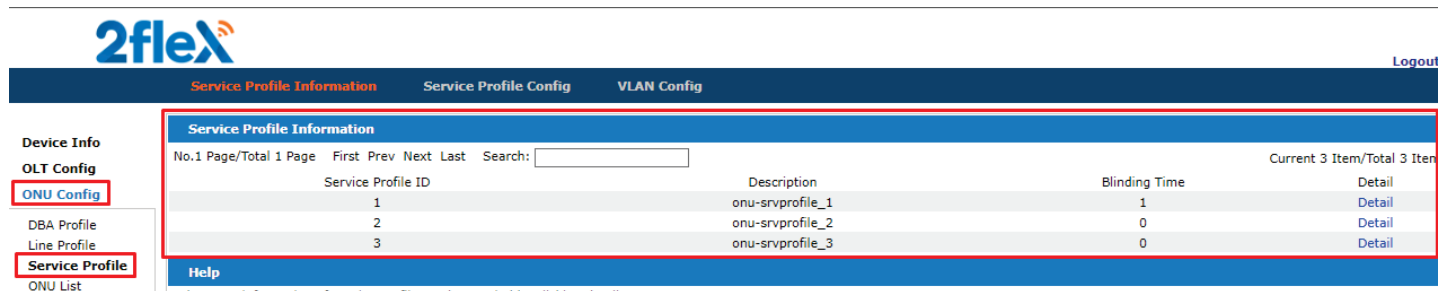 2flex
Logout
Service Profile Information Service Profile Config VLAN Config
Device Info
OLT Config
ONU Config
DBA Profile
Line Profile
Service Profile
ONU List
Service Profile Information
No.1 Page/Total 1 Page First Prev Next Last Search:
Current 3 Item/Total 3 Item
Service Profile ID Description Blinding Time Detail
1 onu-srvprofile_1 1 Detail
2 onu-srvprofile_2 0 Detail
3 onu-srvprofile_3 0 Detail
Help